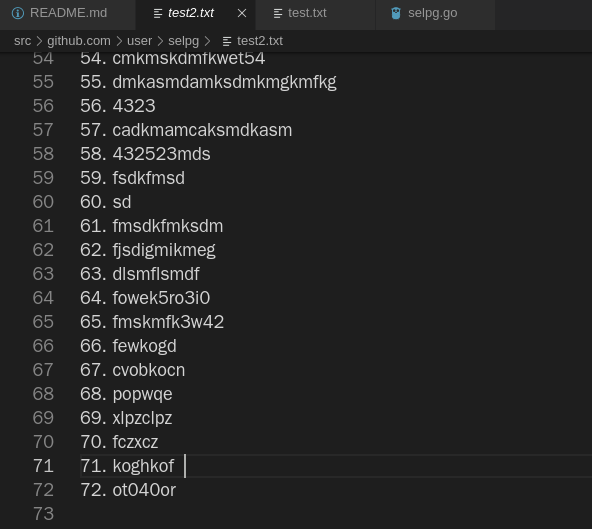 README.md test2.txt test.txt selpg.go
src > github.com > user > selpg > test2.txt
54 54. cmkmskdmfkwet54
55 55. dmkasmdamksdmkmgkmfkg
56 56. 4323
57 57. cadkmamcaksmdkasm
58 58. 432523mds
59 59. fsdkfmsd
60 60. sd
61 61. fmsdkfmksdm
62 62. fjsdigmikmeg
63 63. dlsmflsmdf
64 64. fowek5ro3i0
65 65. fmskmfk3w42
66 66. fewkogd
67 67. cvobkocn
68 68. popwqe
69 69. xlpzclpz
70 70. fczxcz
71 71. koghkof
72 72. ot040or
73